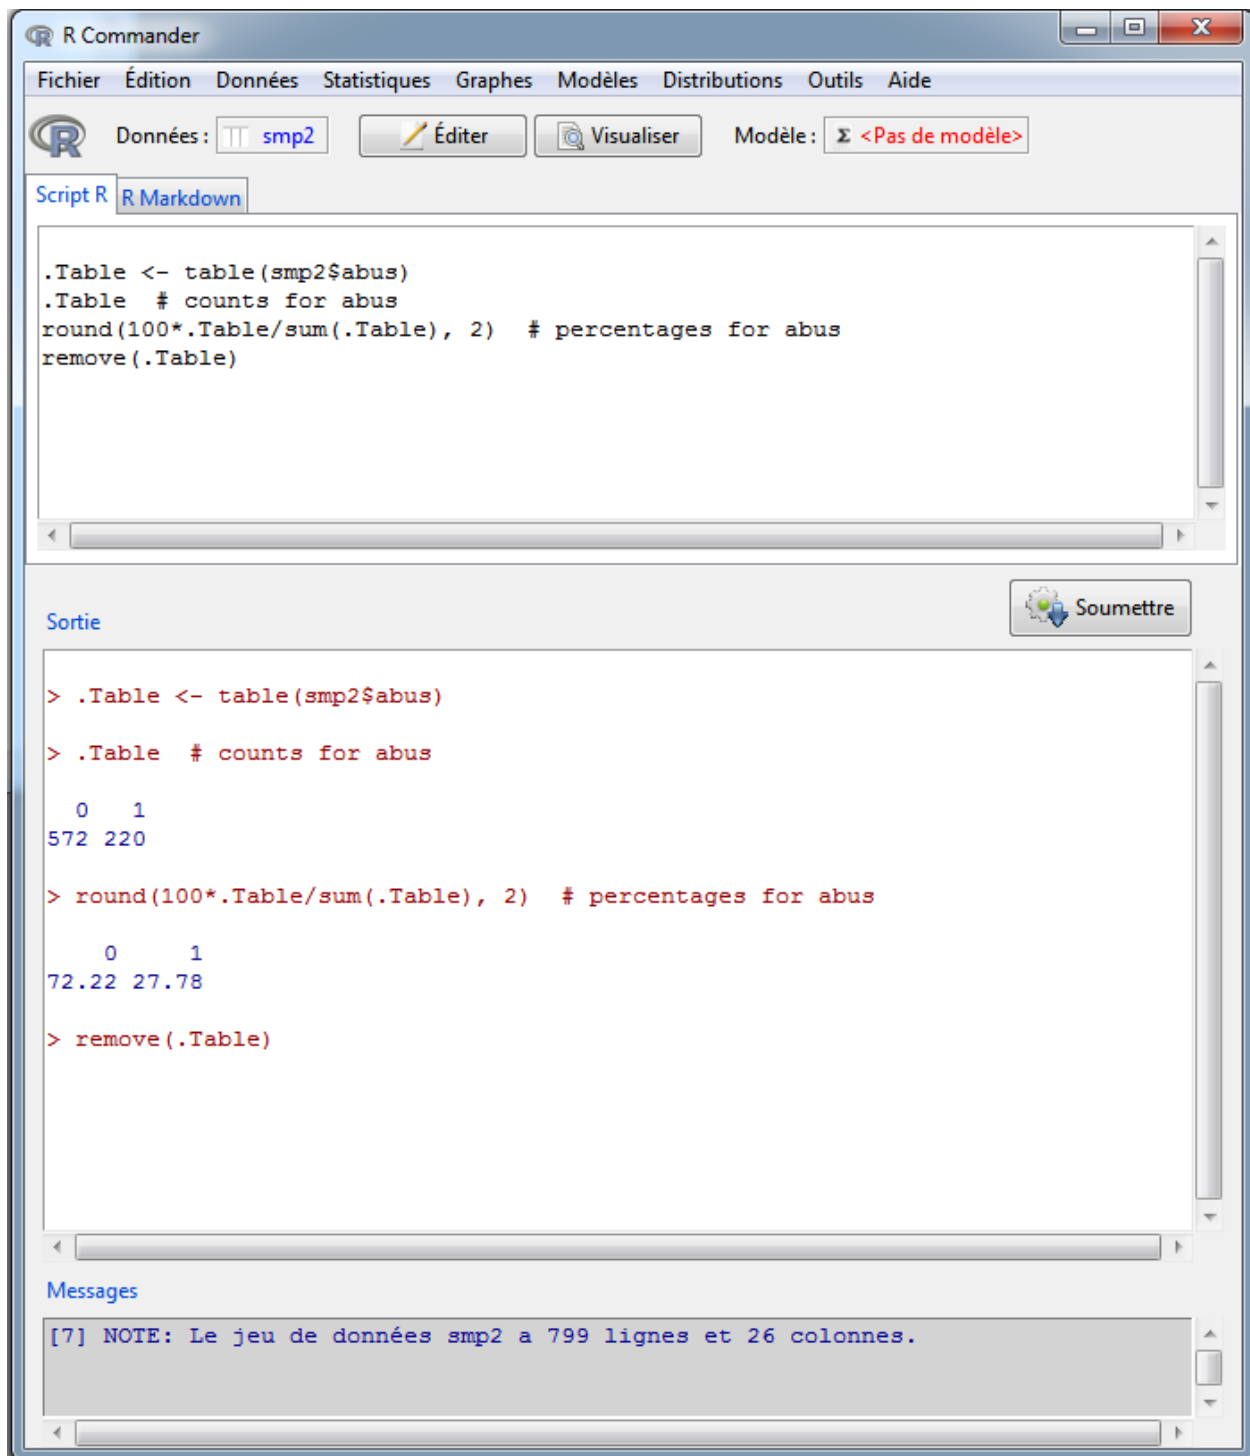 R Commander
Fichier Édition Données Statistiques Graphes Modèles Distributions Outils Aide
R Données : smp2 Éditer Visualiser Modèle : Σ <Pas de modèle>
Script R R Markdown
.Table <- table(smp2$abus)
.Table  # counts for abus
round(100*.Table/sum(.Table), 2)  # percentages for abus
remove(.Table)
Soumettre
Sortie
> .Table <- table(smp2$abus)
> .Table  # counts for abus
  0   1
572 220
> round(100*.Table/sum(.Table), 2)  # percentages for abus
    0     1
72.22 27.78
> remove(.Table)
Messages
[7] NOTE: Le jeu de données smp2 a 799 lignes et 26 colonnes.